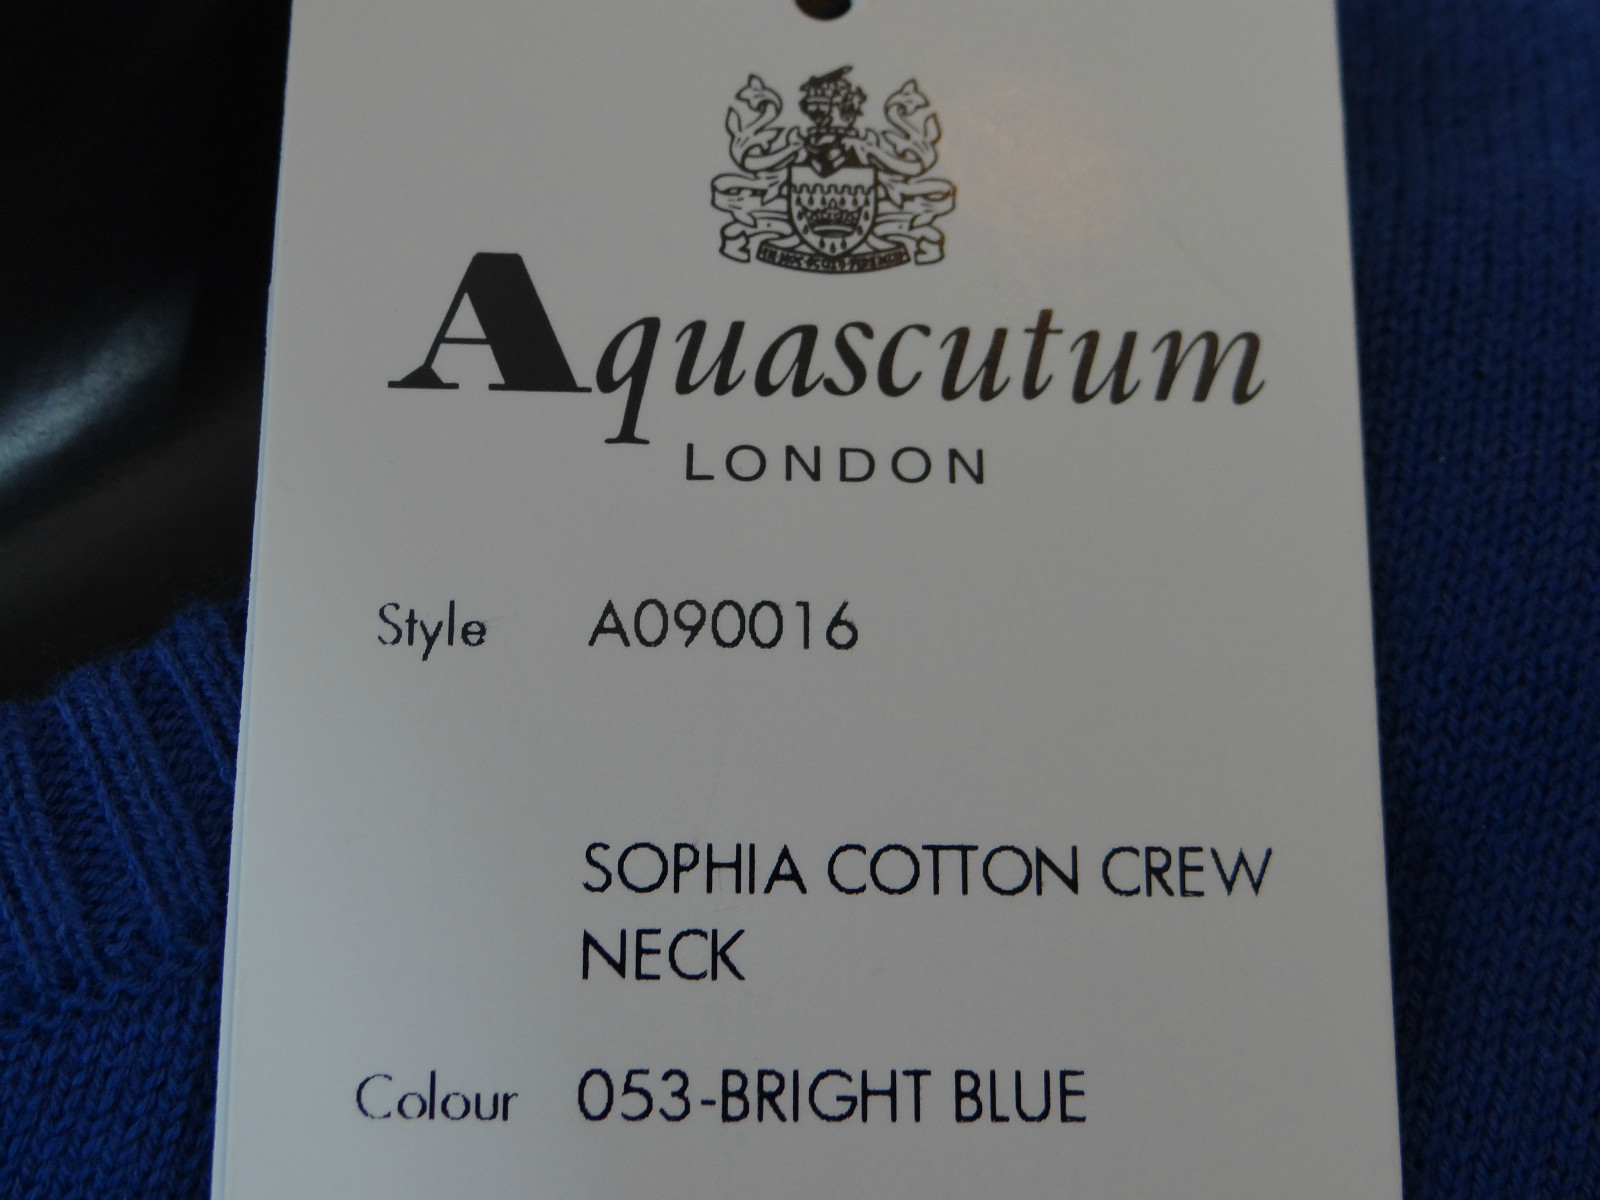 Aquascutum
LONDON
Style A090016
SOPHIA COTTON CREW
NECK
Colour 053-BRIGHT BLUE